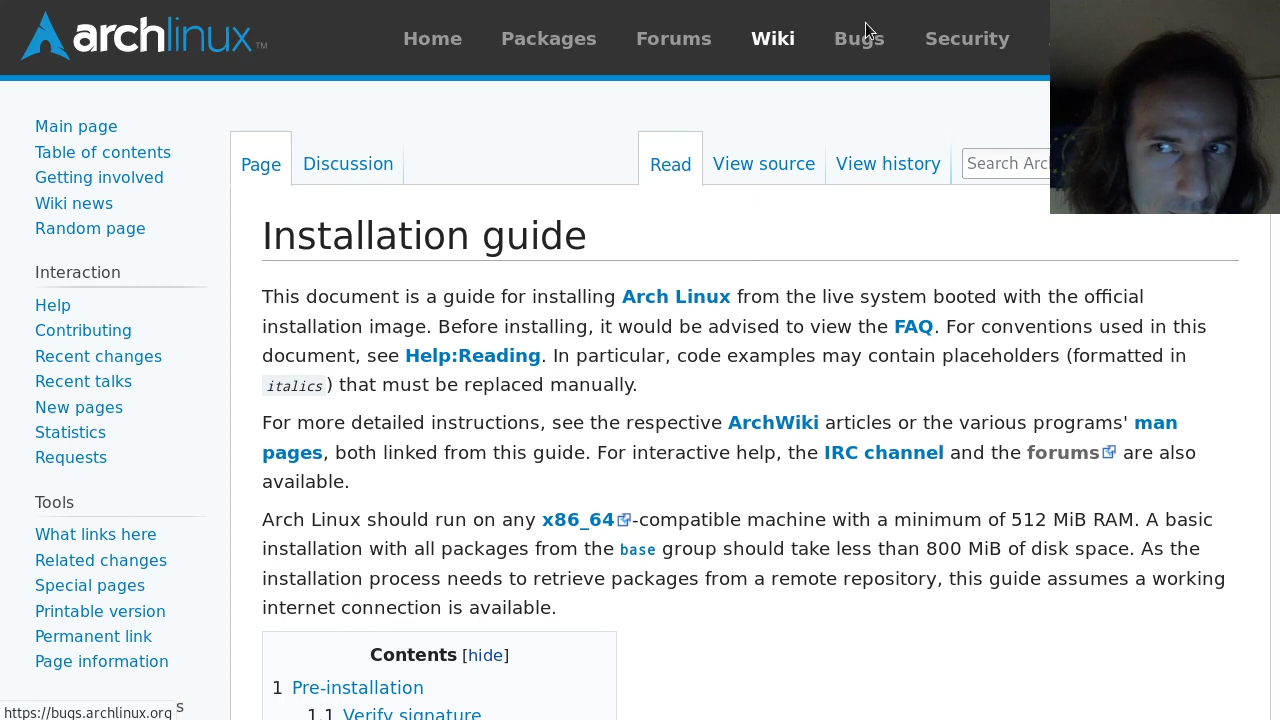 archlinux™
Home Packages Forums Wiki Bugs Security
Main page
Table of contents
Getting involved
Wiki news
Random page
Interaction
Help
Contributing
Recent changes
Recent talks
New pages
Statistics
Requests
Tools
What links here
Related changes
Special pages
Printable version
Permanent link
Page information
s
https://bugs.archlinux.org
Page Discussion Read View source View history Search Arc
Installation guide
This document is a guide for installing Arch Linux from the live system booted with the official
installation image. Before installing, it would be advised to view the FAQ. For conventions used in this
document, see Help:Reading. In particular, code examples may contain placeholders (formatted in
italics) that must be replaced manually.
For more detailed instructions, see the respective ArchWiki articles or the various programs' man
pages, both linked from this guide. For interactive help, the IRC channel and the forums are also
available.
Arch Linux should run on any x86_64-compatible machine with a minimum of 512 MiB RAM. A basic
installation with all packages from the base group should take less than 800 MiB of disk space. As the
installation process needs to retrieve packages from a remote repository, this guide assumes a working
internet connection is available.
Contents [hide]
1 Pre-installation
1.1 Verify signature